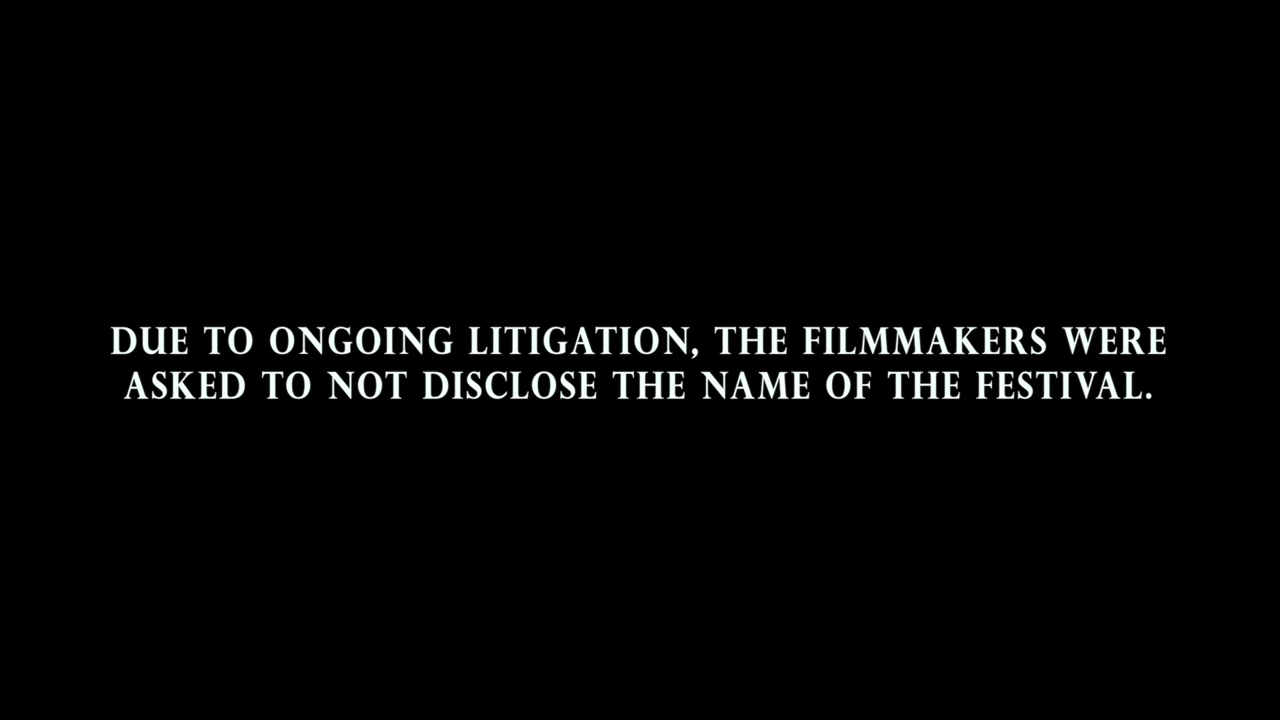 DUE TO ONGOING LITIGATION, THE FILMMAKERS WERE
ASKED TO NOT DISCLOSE THE NAME OF THE FESTIVAL.